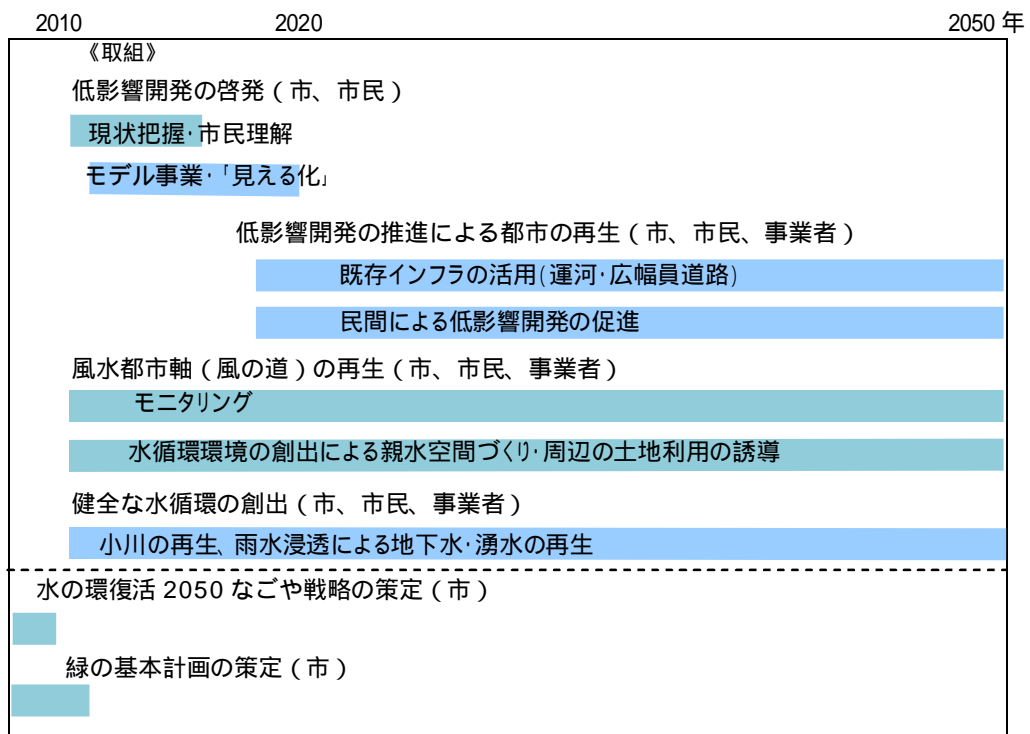 2010 2020 2050 年
《取組》
低影響開発の啓発（市、市民）
現状把握･市民理解
モデル事業･｢見える化｣
低影響開発の推進による都市の再生（市、市民、事業者）
既存インフラの活用(運河･広幅員道路)
民間による低影響開発の促進
風水都市軸（風の道）の再生（市、市民、事業者）
モニタリング
水循環環境の創出による親水空間づくり･周辺の土地利用の誘導
健全な水循環の創出（市、市民、事業者）
小川の再生、雨水浸透による地下水･湧水の再生
水の環復活 2050 なごや戦略の策定（市）
緑の基本計画の策定（市）